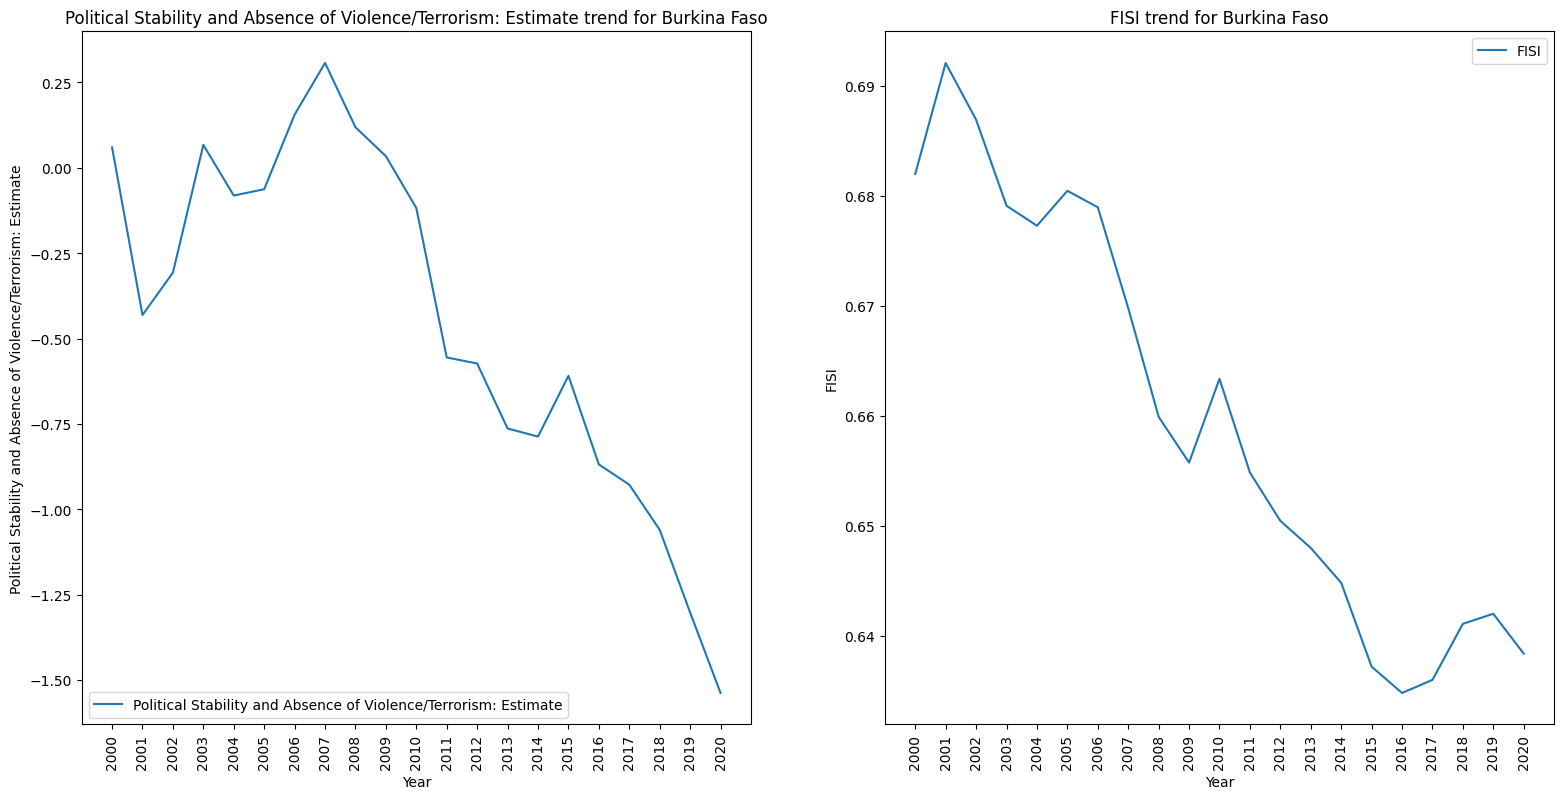 Political Stability and Absence of Violence/Terrorism: Estimate trend for Burkina Faso
Political Stability and Absence of Violence/Terrorism: Estimate
0.25
0.00
−0.25
−0.50
−0.75
−1.00
−1.25
−1.50
Political Stability and Absence of Violence/Terrorism: Estimate
2000 2001 2002 2003 2004 2005 2006 2007 2008 2009 2010 2011 2012 2013 2014 2015 2016 2017 2018 2019 2020
Year
FISI trend for Burkina Faso
FISI
FISI
0.69
0.68
0.67
0.66
0.65
0.64
2000 2001 2002 2003 2004 2005 2006 2007 2008 2009 2010 2011 2012 2013 2014 2015 2016 2017 2018 2019 2020
Year